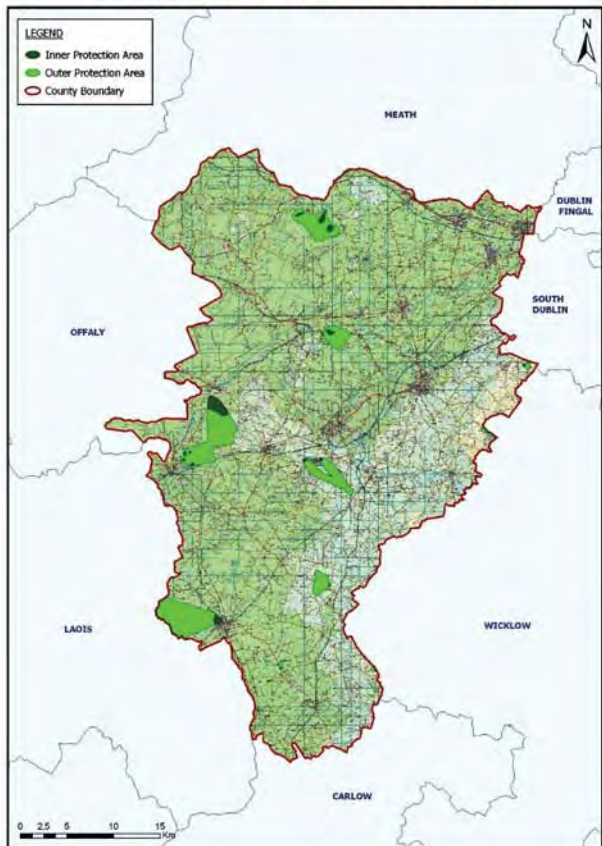 LEGEND
Inner Protection Area
Outer Protection Area
County Boundary
N
MEATH
DUBLIN
FINGAL
SOUTH
DUBLIN
OFFALY
LAOIS
WICKLOW
CARLOW
0 2.5 5 10 15
Km